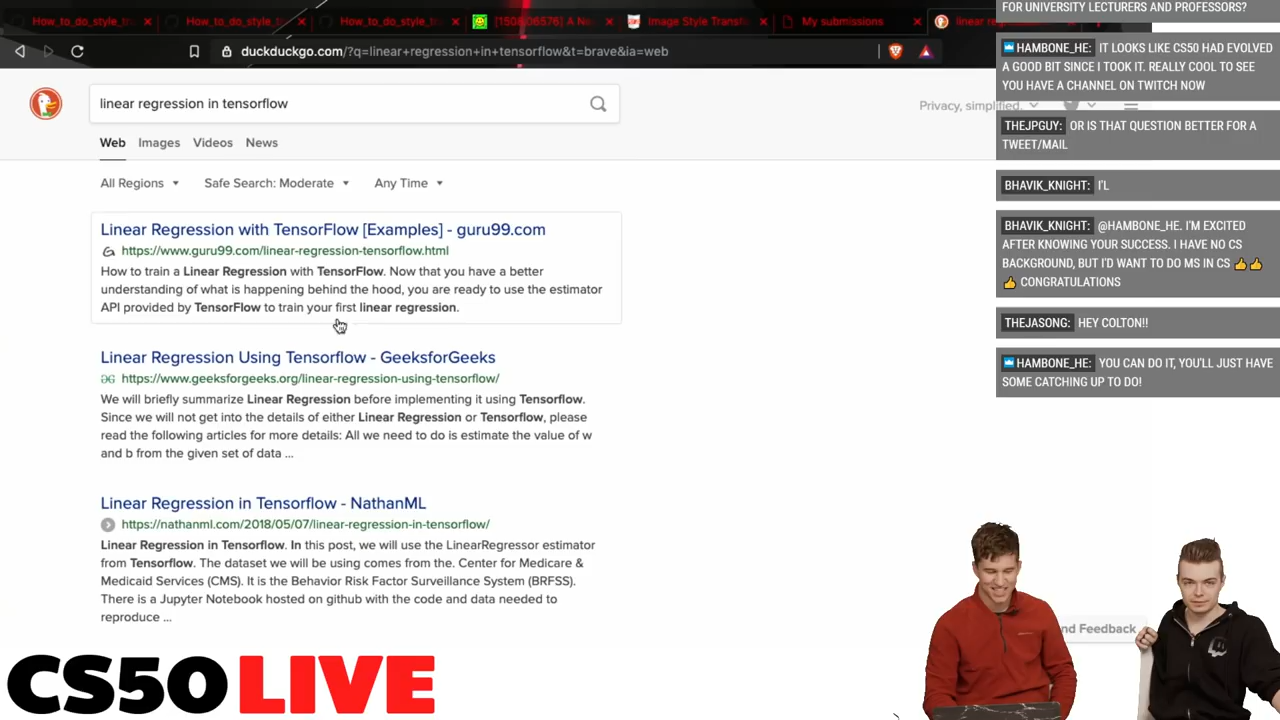 How_to_do_style_tr
How_to_do_style_tr
How_to_do_style_tr
[1508.06576] A Ne
Image Style Transf
My submissions
linear reg
duckduckgo.com/?q=linear+regression+in+tensorflow&t=brave&ia=web
linear regression in tensorflow
Privacy, simplified.
Web Images Videos News
All Regions Safe Search: Moderate Any Time
Linear Regression with TensorFlow [Examples] - guru99.com
https://www.guru99.com/linear-regression-tensorflow.html
How to train a Linear Regression with TensorFlow. Now that you have a better
understanding of what is happening behind the hood, you are ready to use the estimator
API provided by TensorFlow to train your first linear regression.
Linear Regression Using Tensorflow - GeeksforGeeks
https://www.geeksforgeeks.org/linear-regression-using-tensorflow/
We will briefly summarize Linear Regression before implementing it using Tensorflow.
Since we will not get into the details of either Linear Regression or Tensorflow, please
read the following articles for more details: All we need to do is estimate the value of w
and b from the given set of data ...
Linear Regression in Tensorflow - NathanML
https://nathanml.com/2018/05/07/linear-regression-in-tensorflow/
Linear Regression in Tensorflow. In this post, we will use the LinearRegressor estimator
from Tensorflow. The dataset we will be using comes from the. Center for Medicare &
Medicaid Services (CMS). It is the Behavior Risk Factor Surveillance System (BRFSS).
There is a Jupyter Notebook hosted on github with the code and data needed to
reproduce ...
nd Feedback
FOR UNIVERSITY LECTURERS AND PROFESSORS?
HAMBONE_HE: IT LOOKS LIKE CS50 HAD EVOLVED
A GOOD BIT SINCE I TOOK IT. REALLY COOL TO SEE
YOU HAVE A CHANNEL ON TWITCH NOW
THEJPGUY: OR IS THAT QUESTION BETTER FOR A
TWEET/MAIL
BHAVIK_KNIGHT: I'L
BHAVIK_KNIGHT: @HAMBONE_HE. I'M EXCITED
AFTER KNOWING YOUR SUCCESS. I HAVE NO CS
BACKGROUND, BUT I'D WANT TO DO MS IN CS 👍👍
👍 CONGRATULATIONS
THEJASONG: HEY COLTON!!
HAMBONE_HE: YOU CAN DO IT, YOU'LL JUST HAVE
SOME CATCHING UP TO DO!
CS50 LIVE